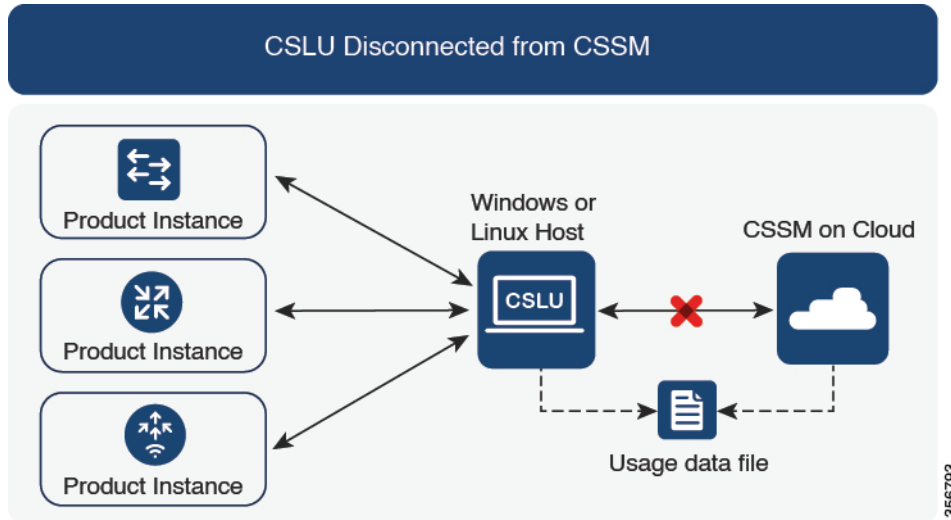 CSLU Disconnected from CSSM
Product Instance
Product Instance
Product Instance
Windows or
Linux Host
CSLU
CSSM on Cloud
Usage data file
356793